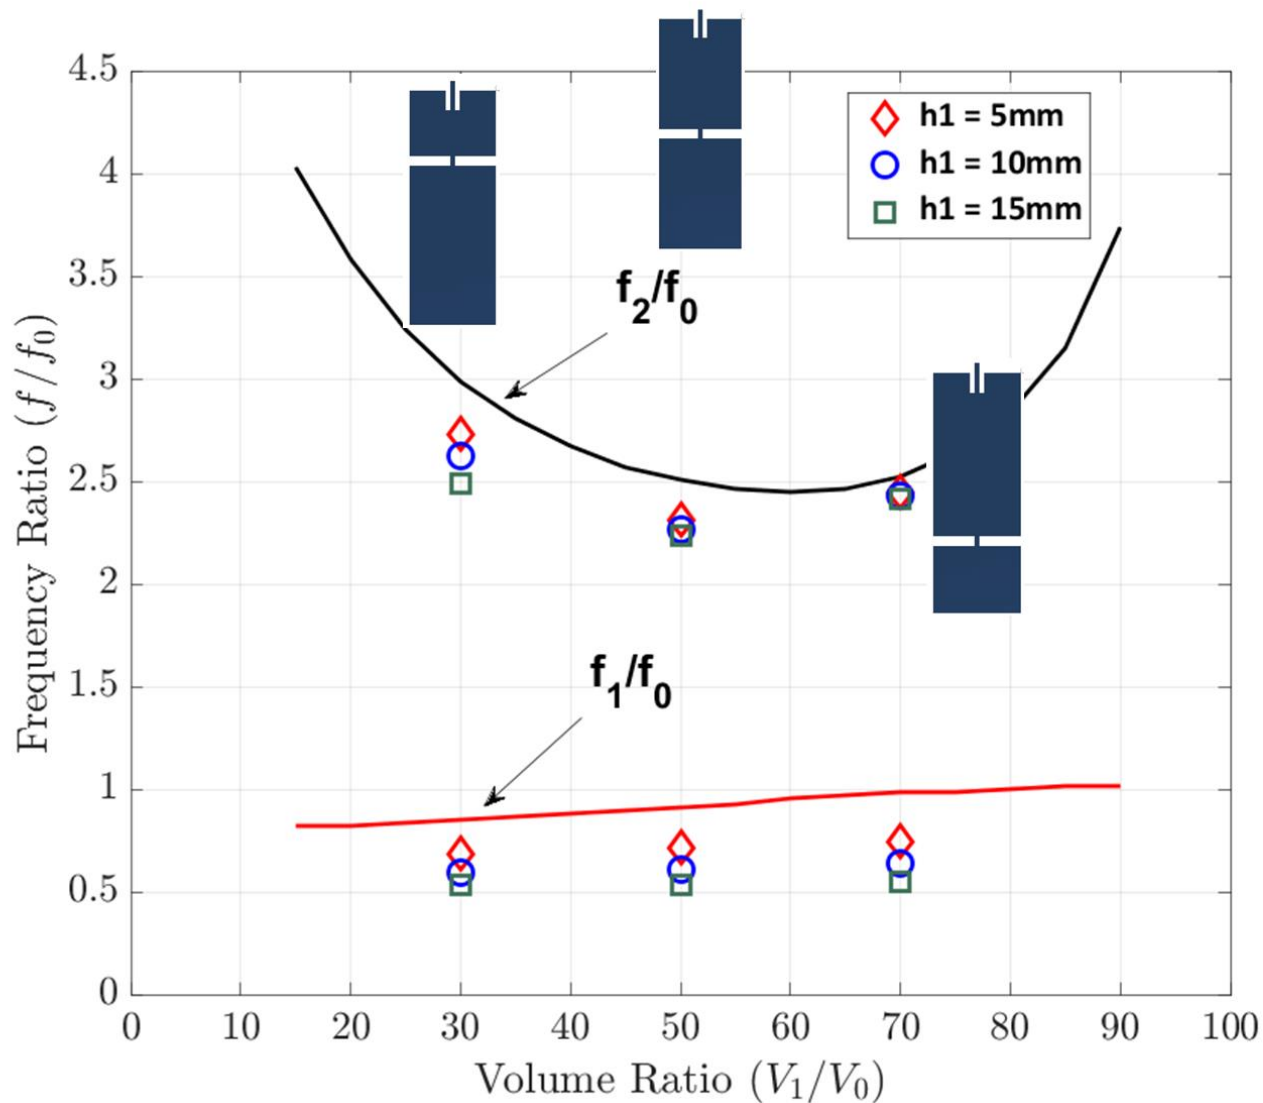 4.5
4
3.5
3
2.5
2
1.5
1
0.5
0
Frequency Ratio (f / f0)
h1 = 5mm
h1 = 10mm
h1 = 15mm
f2/f0
f1/f0
0 10 20 30 40 50 60 70 80 90 100
Volume Ratio (V1/V0)